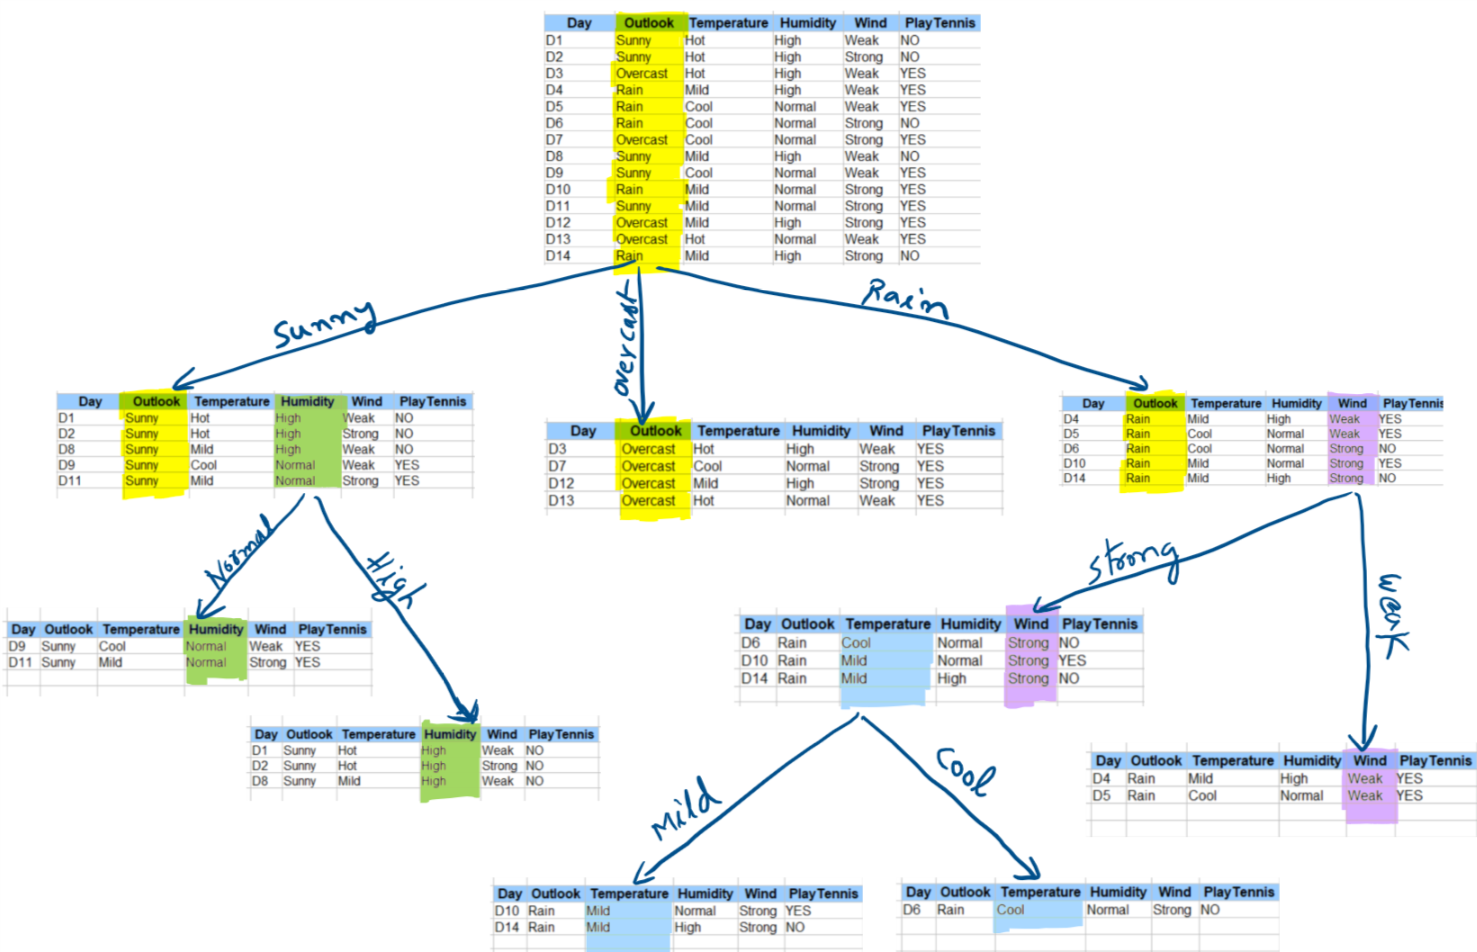 Day Outlook Temperature Humidity Wind PlayTennis
D1 Sunny Hot High Weak NO
D2 Sunny Hot High Strong NO
D3 Overcast Hot High Weak YES
D4 Rain Mild High Weak YES
D5 Rain Cool Normal Weak YES
D6 Rain Cool Normal Strong NO
D7 Overcast Cool Normal Strong YES
D8 Sunny Mild High Weak NO
D9 Sunny Cool Normal Weak YES
D10 Rain Mild Normal Strong YES
D11 Sunny Mild Normal Strong YES
D12 Overcast Mild High Strong YES
D13 Overcast Hot Normal Weak YES
D14 Rain Mild High Strong NO
Sunny
overcast
Rain
Day Outlook Temperature Humidity Wind PlayTennis
D1 Sunny Hot High Weak NO
D2 Sunny Hot High Strong NO
D8 Sunny Mild High Weak NO
D9 Sunny Cool Normal Weak YES
D11 Sunny Mild Normal Strong YES
Day Outlook Temperature Humidity Wind PlayTennis
D3 Overcast Hot High Weak YES
D7 Overcast Cool Normal Strong YES
D12 Overcast Mild High Strong YES
D13 Overcast Hot Normal Weak YES
Day Outlook Temperature Humidity Wind PlayTennis
D4 Rain Mild High Weak YES
D5 Rain Cool Normal Weak YES
D6 Rain Cool Normal Strong NO
D10 Rain Mild Normal Strong YES
D14 Rain Mild High Strong NO
Normal
High
strong
weak
Day Outlook Temperature Humidity Wind PlayTennis
D9 Sunny Cool Normal Weak YES
D11 Sunny Mild Normal Strong YES
Day Outlook Temperature Humidity Wind PlayTennis
D1 Sunny Hot High Weak NO
D2 Sunny Hot High Strong NO
D8 Sunny Mild High Weak NO
Day Outlook Temperature Humidity Wind PlayTennis
D6 Rain Cool Normal Strong NO
D10 Rain Mild Normal Strong YES
D14 Rain Mild High Strong NO
Day Outlook Temperature Humidity Wind PlayTennis
D4 Rain Mild High Weak YES
D5 Rain Cool Normal Weak YES
Mild
Cool
Day Outlook Temperature Humidity Wind PlayTennis
D10 Rain Mild Normal Strong YES
D14 Rain Mild High Strong NO
Day Outlook Temperature Humidity Wind PlayTennis
D6 Rain Cool Normal Strong NO